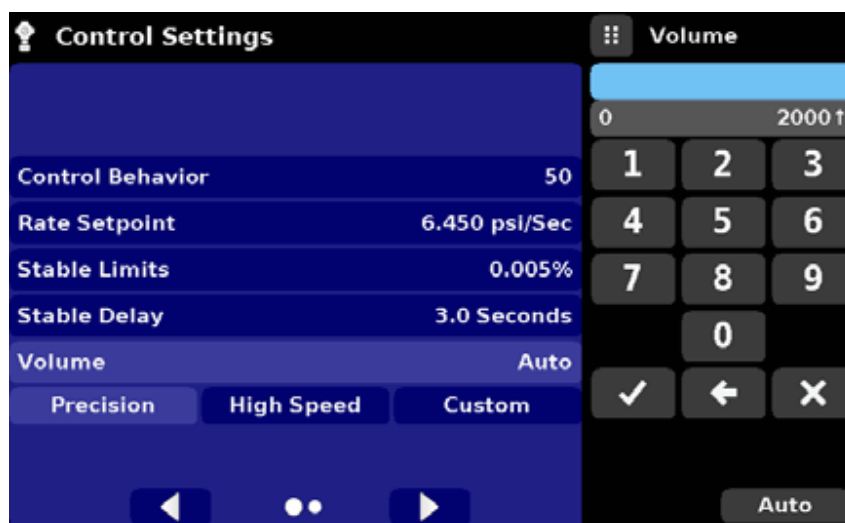 Control Settings
Volume
0 2000↑
Control Behavior 50
Rate Setpoint 6.450 psi/Sec
Stable Limits 0.005%
Stable Delay 3.0 Seconds
Volume Auto
Precision High Speed Custom
1 2 3
4 5 6
7 8 9
0
Auto